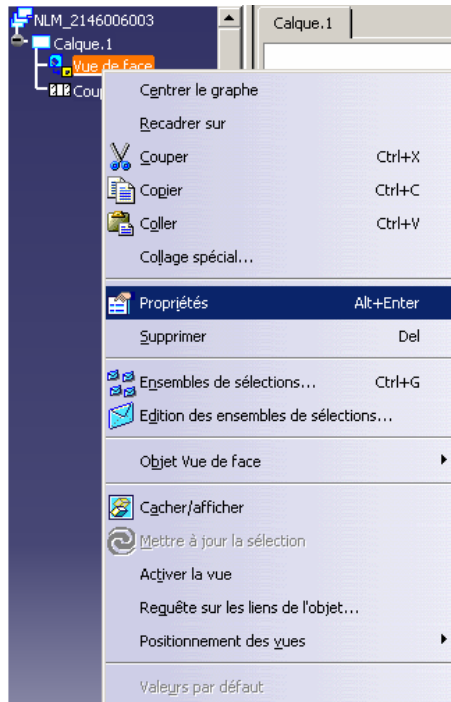 NLM_2146006003
Calque.1
Calque.1
Vue de face
Coup
Centrer le graphe
Recadrer sur
Couper Ctrl+X
Copier Ctrl+C
Coller Ctrl+V
Collage spécial...
Propriétés Alt+Enter
Supprimer Del
Ensembles de sélections... Ctrl+G
Edition des ensembles de sélections...
Objet Vue de face
Cacher/afficher
Mettre à jour la sélection
Activer la vue
Requête sur les liens de l'objet...
Positionnement des vues
Valeurs par défaut